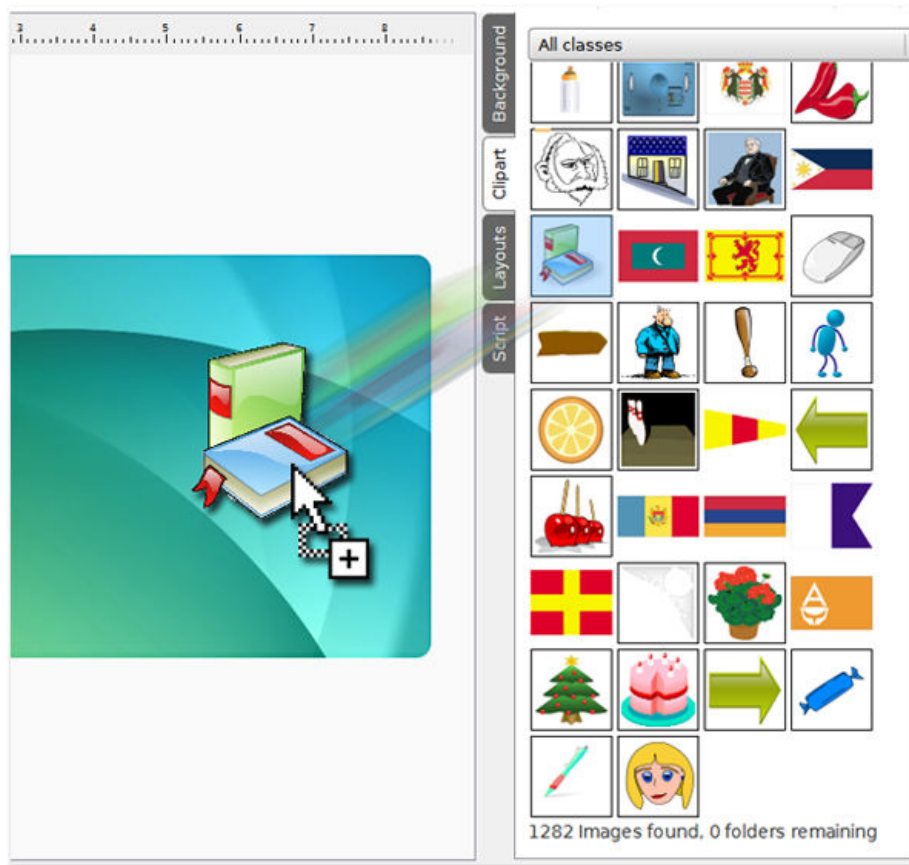 3 4 5 6 7 8
Background
Clipart
Layouts
Script
All classes
1282 Images found, 0 folders remaining